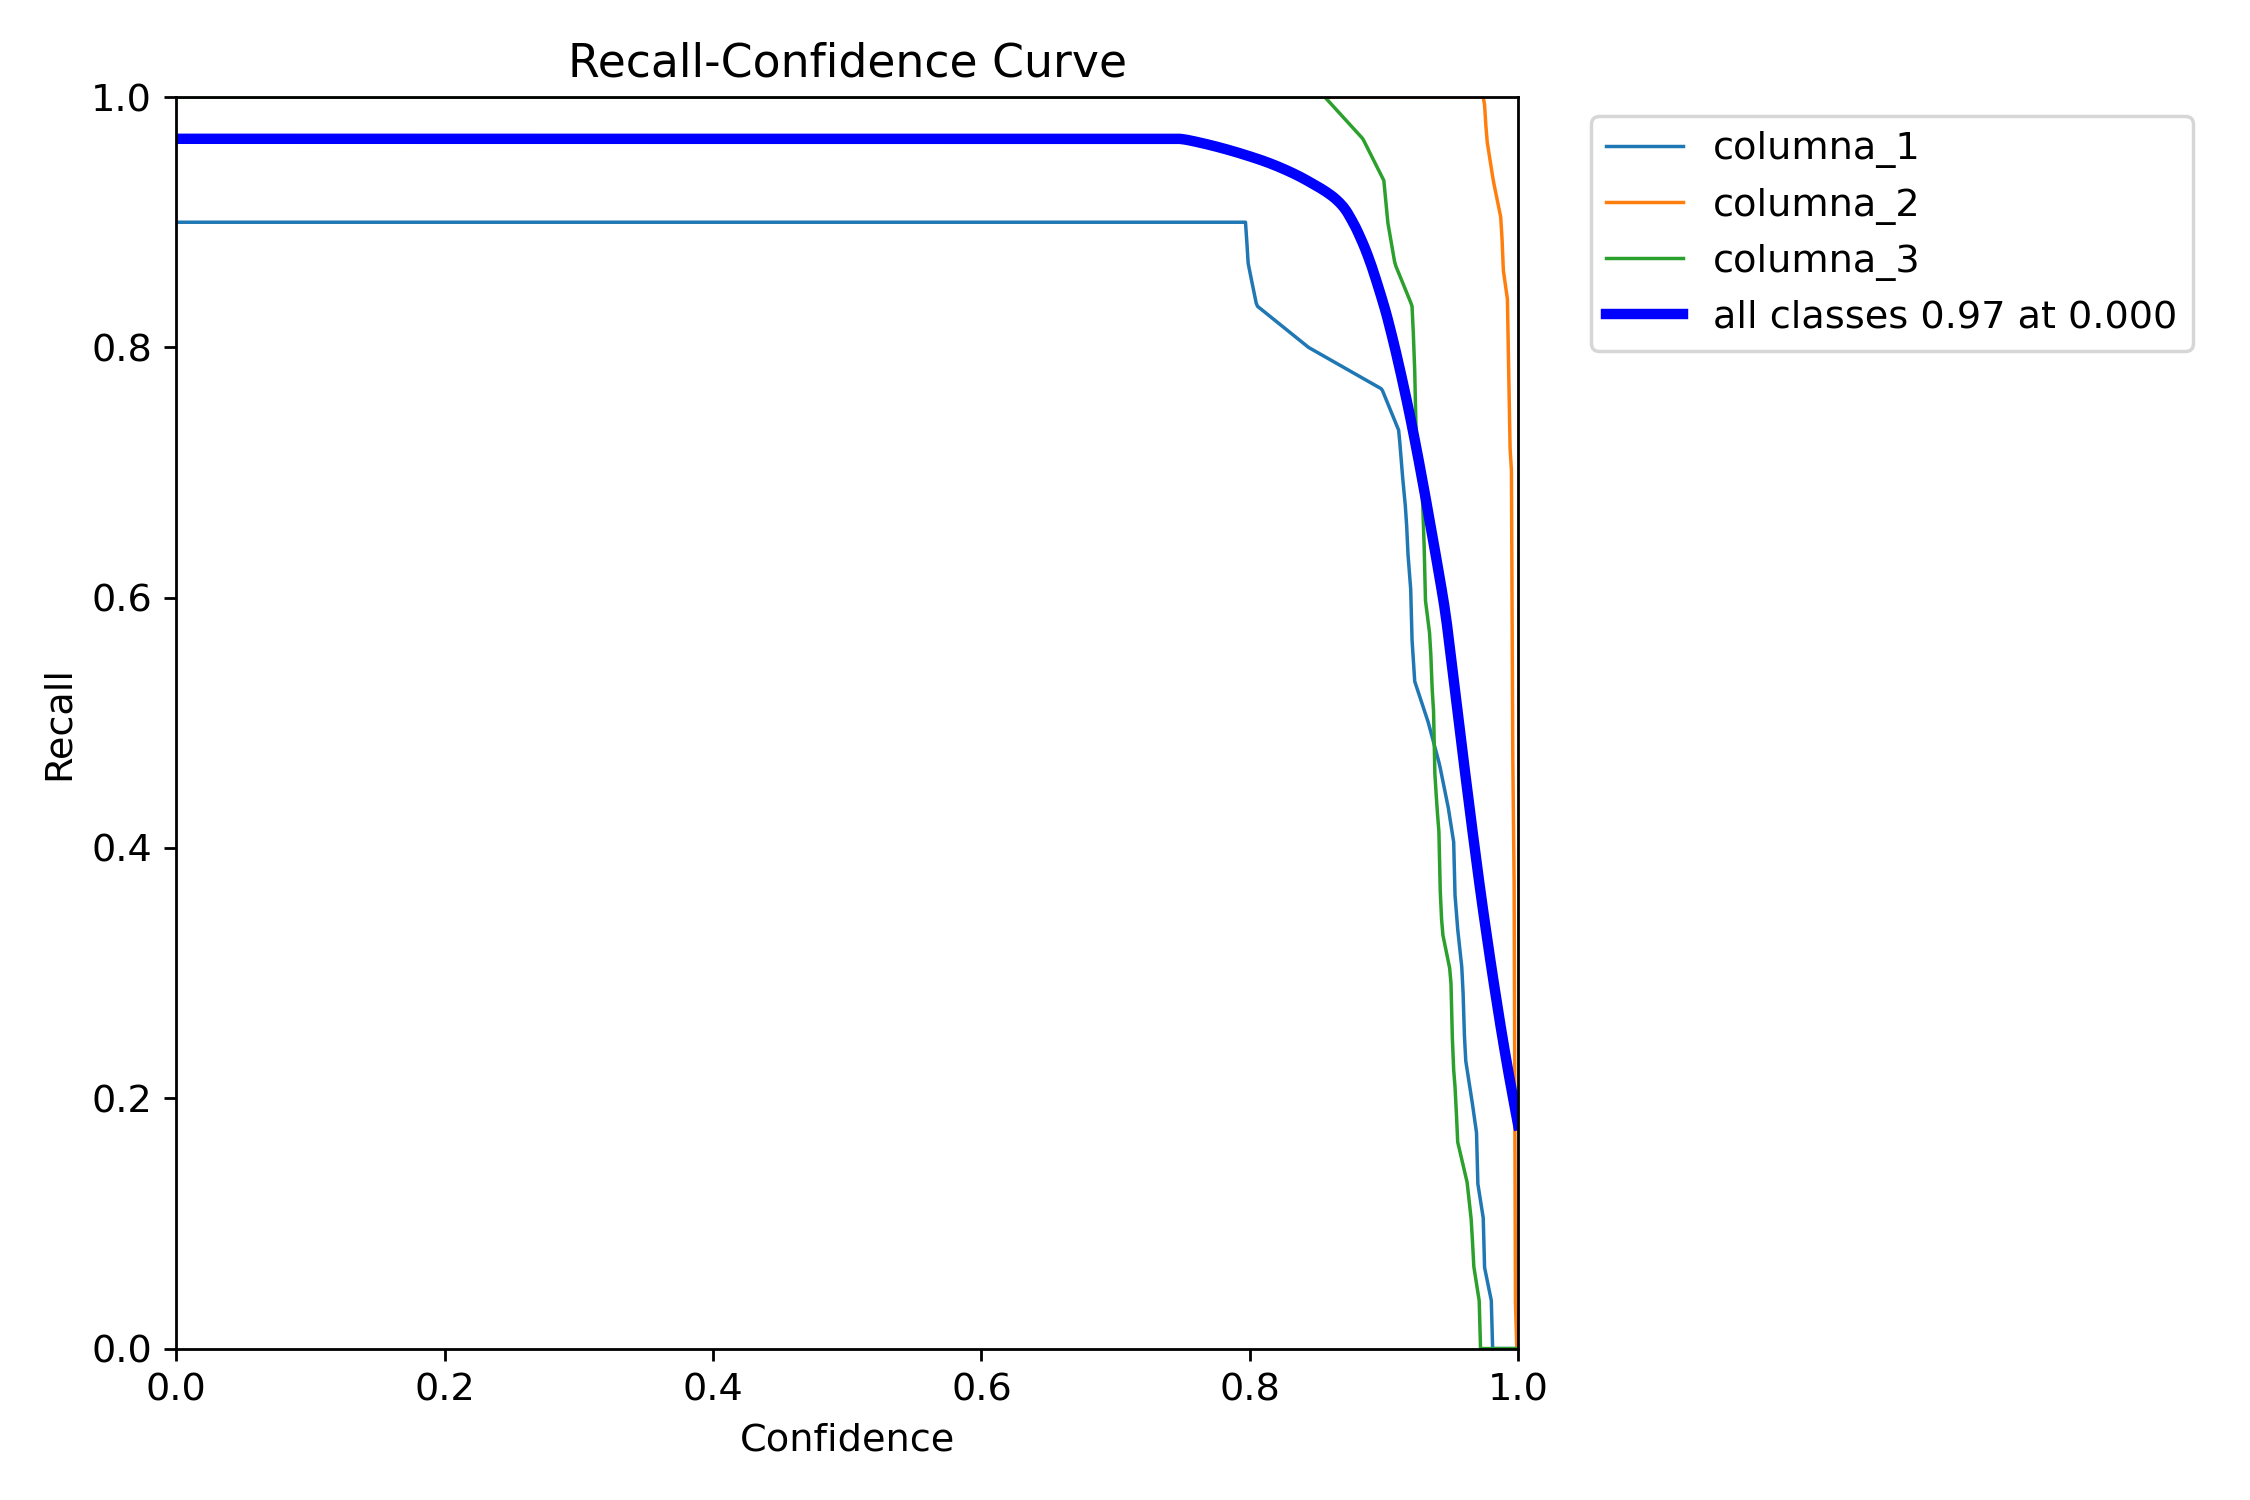 Recall-Confidence Curve
1.0
0.8
0.6
0.4
0.2
0.0
Recall
0.0 0.2 0.4 0.6 0.8 1.0
Confidence
columna_1
columna_2
columna_3
all classes 0.97 at 0.000